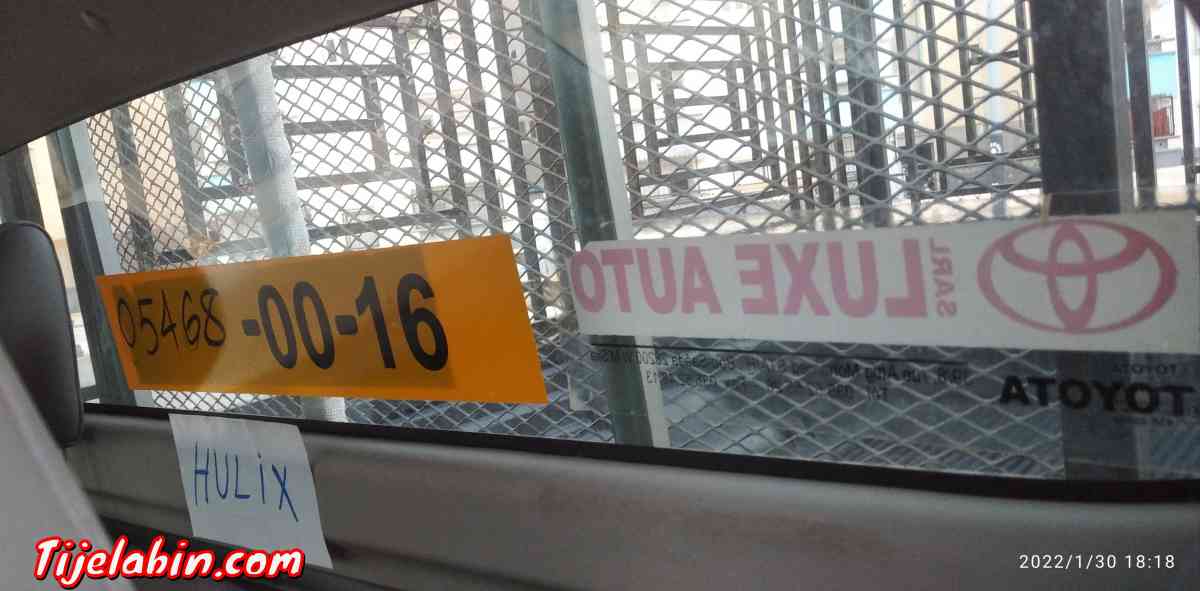 05468-00-16
LUXE AUTO
SARL
TOYOTA
HULiX
Tijelabin.com
2022/1/30 18:18